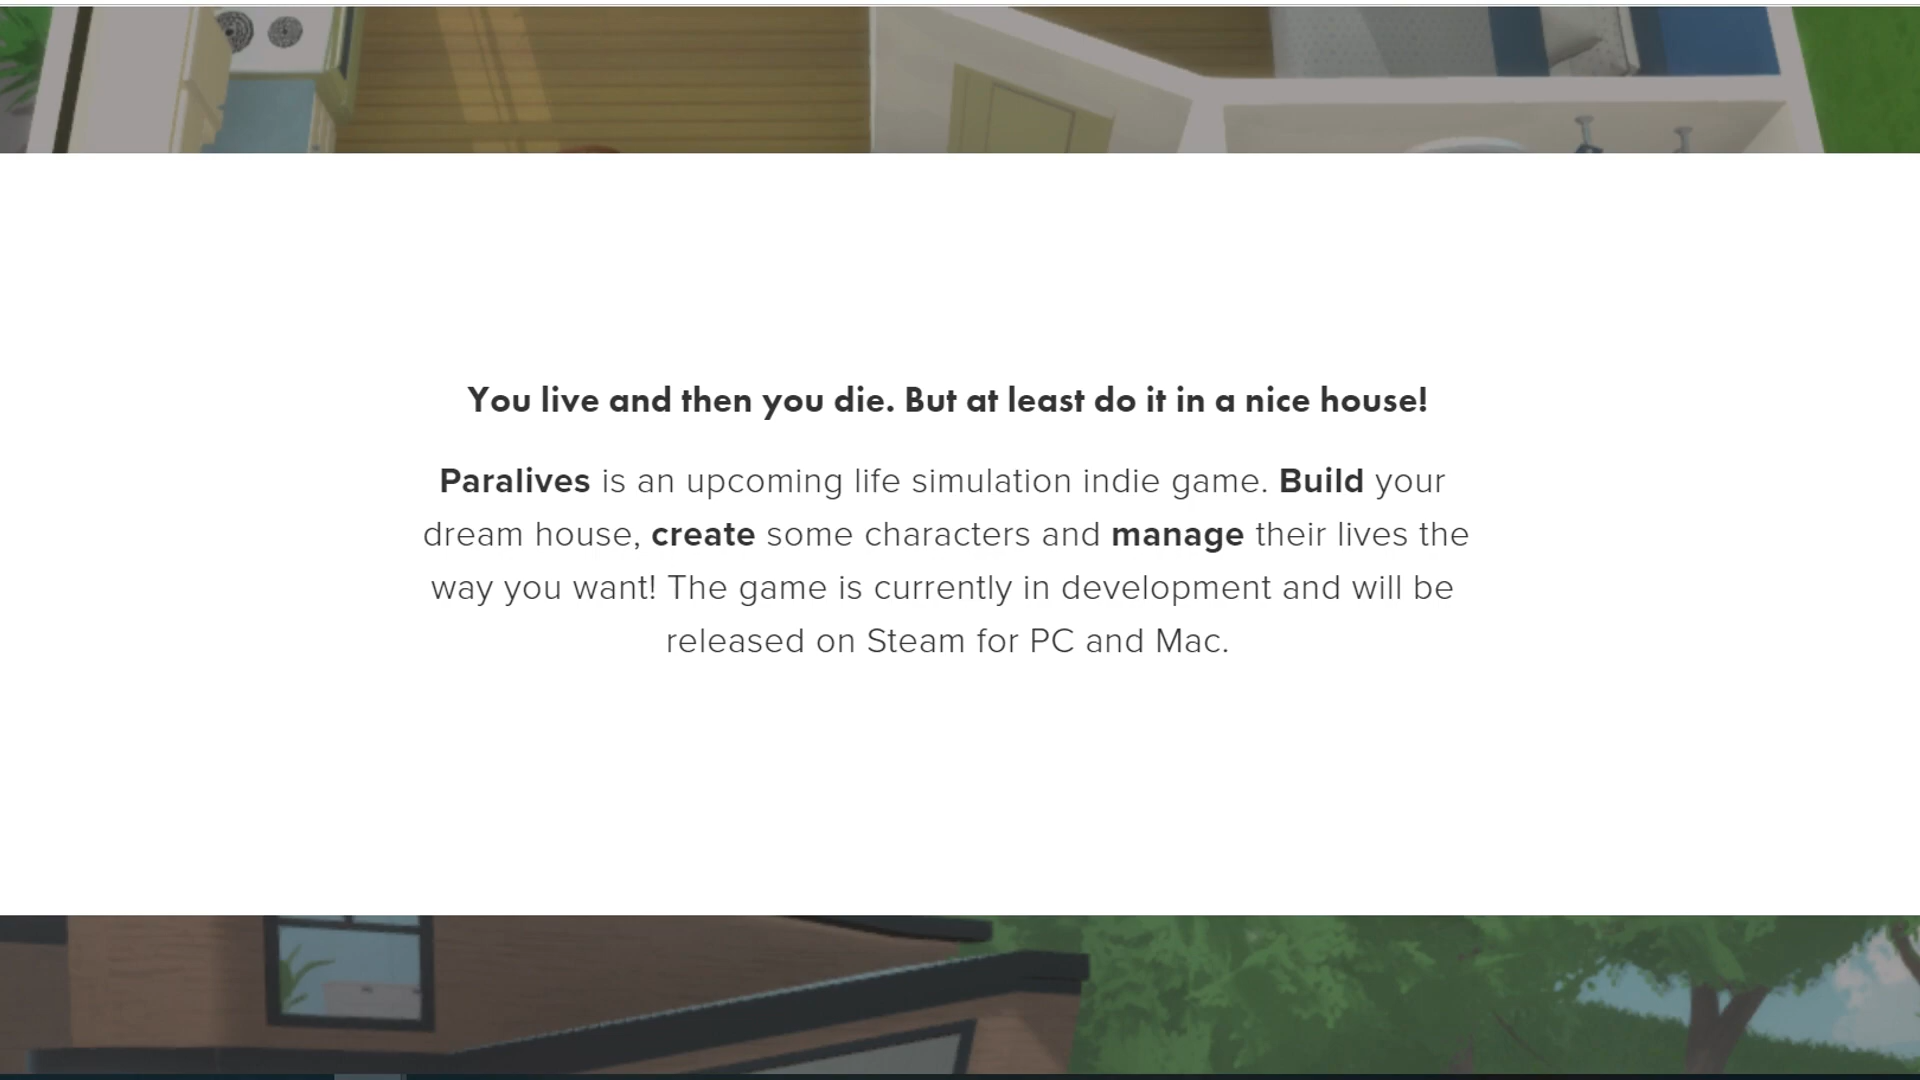 You live and then you die. But at least do it in a nice house!
Paralives is an upcoming life simulation indie game. Build your
dream house, create some characters and manage their lives the
way you want! The game is currently in development and will be
released on Steam for PC and Mac.